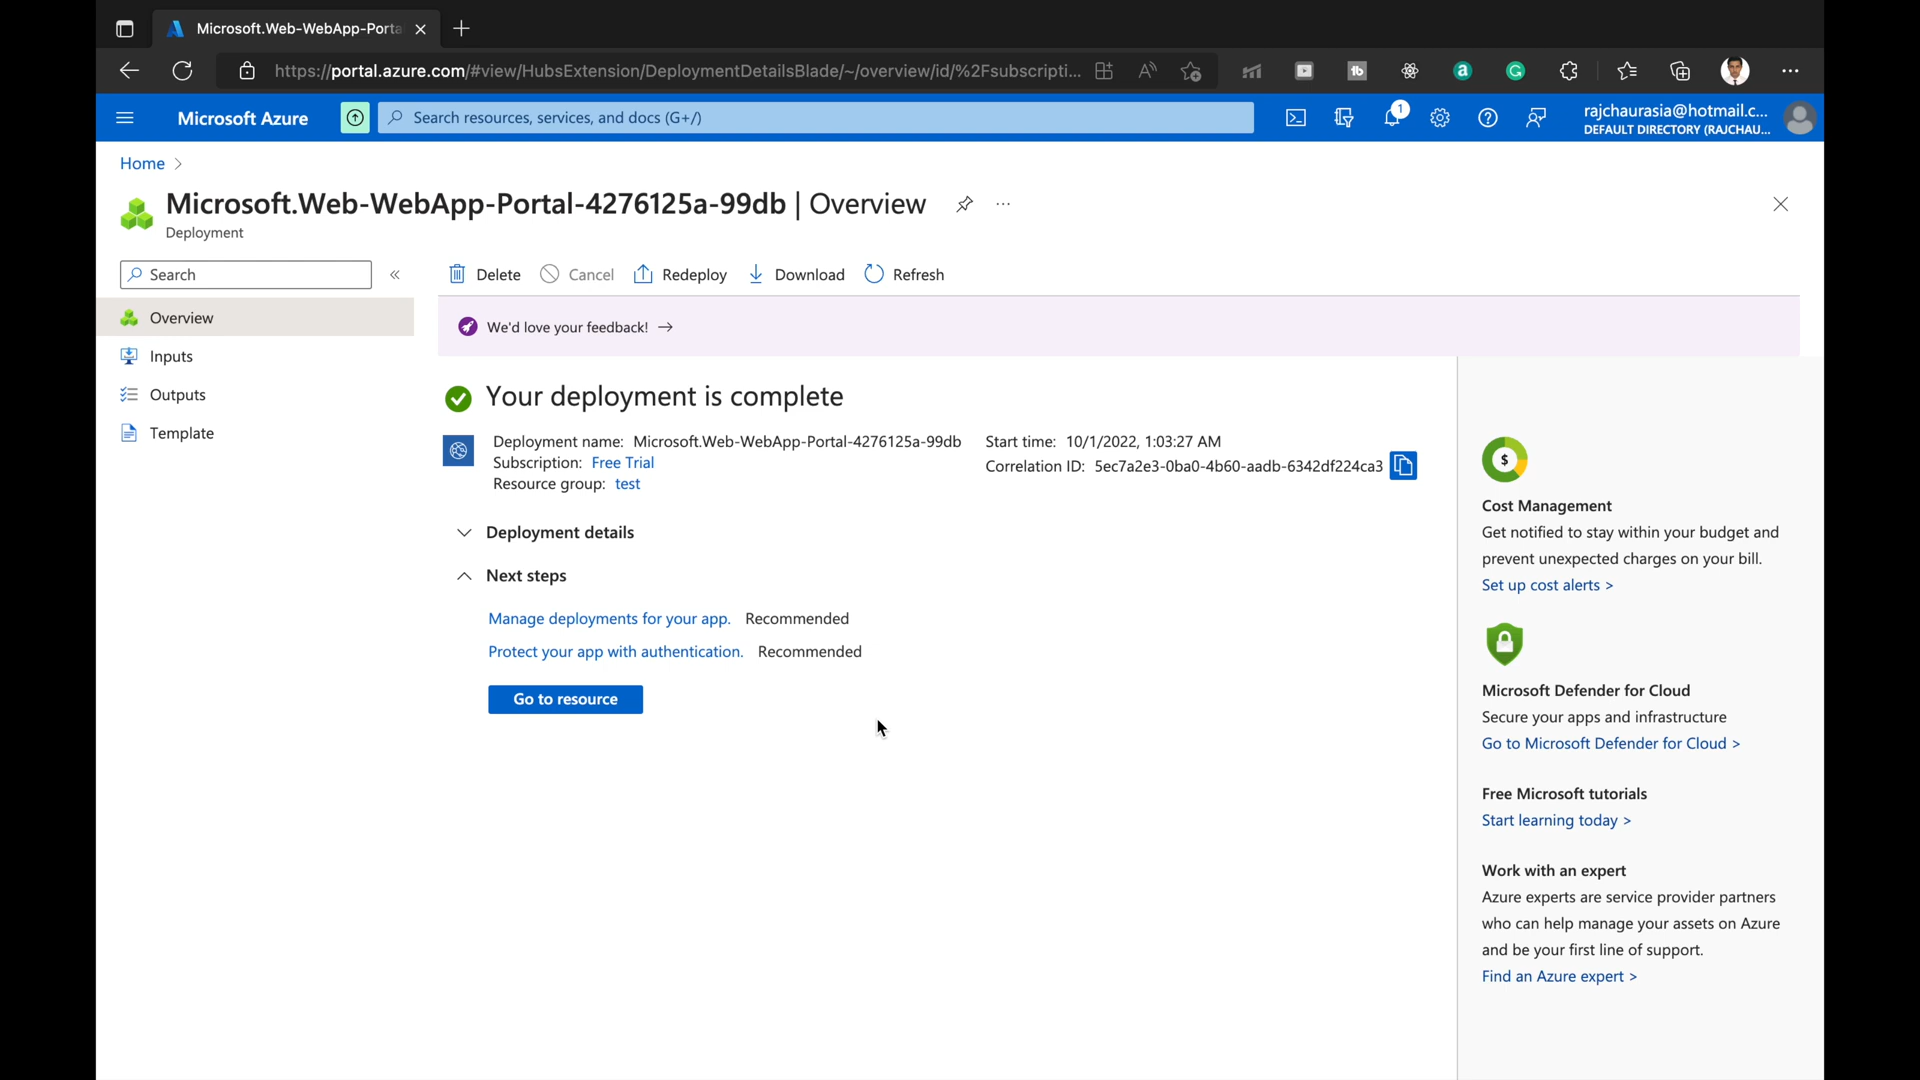 Microsoft.Web-WebApp-Porta
https://portal.azure.com/#view/HubsExtension/DeploymentDetailsBlade/~/overview/id/%2Fsubscripti...
Microsoft Azure
Search resources, services, and docs (G+/)
1
rajchaurasia@hotmail.c...
DEFAULT DIRECTORY (RAJCHAU...
Home >
Microsoft.Web-WebApp-Portal-4276125a-99db | Overview
Deployment
Search
«
Delete
Cancel
Redeploy
Download
Refresh
Overview
Inputs
Outputs
Template
We'd love your feedback! →
Your deployment is complete
Deployment name: Microsoft.Web-WebApp-Portal-4276125a-99db
Subscription: Free Trial
Resource group: test
Start time: 10/1/2022, 1:03:27 AM
Correlation ID: 5ec7a2e3-0ba0-4b60-aadb-6342df224ca3
Deployment details
Next steps
Manage deployments for your app. Recommended
Protect your app with authentication. Recommended
Go to resource
$
Cost Management
Get notified to stay within your budget and
prevent unexpected charges on your bill.
Set up cost alerts >
Microsoft Defender for Cloud
Secure your apps and infrastructure
Go to Microsoft Defender for Cloud >
Free Microsoft tutorials
Start learning today >
Work with an expert
Azure experts are service provider partners
who can help manage your assets on Azure
and be your first line of support.
Find an Azure expert >